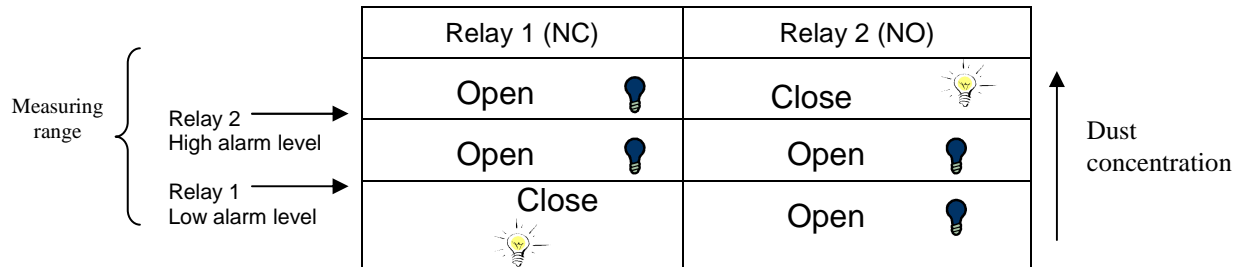 Relay 1 (NC)
Relay 2 (NO)
Open
Close
Measuring
range
Relay 2
High alarm level
Open
Open
Dust
concentration
Relay 1
Low alarm level
Close
Open